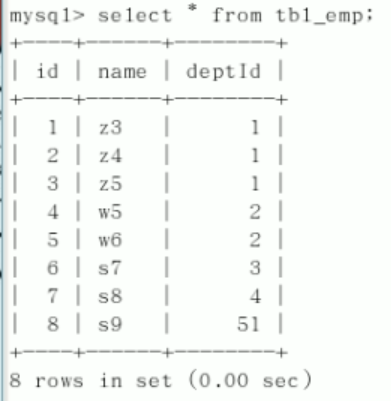 mysql> select * from tbl_emp;
+----+------+--------+
| id | name | deptId |
+----+------+--------+
| 1 | z3 | 1 |
| 2 | z4 | 1 |
| 3 | z5 | 1 |
| 4 | w5 | 2 |
| 5 | w6 | 2 |
| 6 | s7 | 3 |
| 7 | s8 | 4 |
| 8 | s9 | 51 |
+----+------+--------+
8 rows in set (0.00 sec)